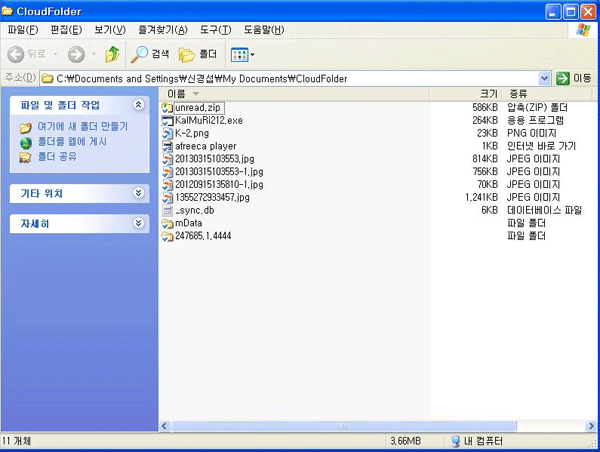 CloudFolder
파일(F) 편집(E) 보기(V) 즐겨찾기(A) 도구(T) 도움말(H)
뒤로 검색 폴더
주소(D) C:￦Documents and Settings￦신경섭￦My Documents￦CloudFolder 이동
파일 및 폴더 작업
여기에 새 폴더 만들기
폴더를 웹에 게시
폴더 공유
기타 위치
자세히
이름 크기 종류
unread.zip 586KB 압축(ZIP) 폴더
KalMuRi212.exe 264KB 응용 프로그램
K-2.png 23KB PNG 이미지
afreeca player 1KB 인터넷 바로 가기
20130315103553.jpg 814KB JPEG 이미지
20130315103553-1.jpg 756KB JPEG 이미지
20120915135810-1.jpg 70KB JPEG 이미지
1355272933457.jpg 1,241KB JPEG 이미지
_sync.db 6KB 데이터베이스 파일
mData 파일 폴더
247685.1.4444 파일 폴더
11 개체 3.66MB 내 컴퓨터